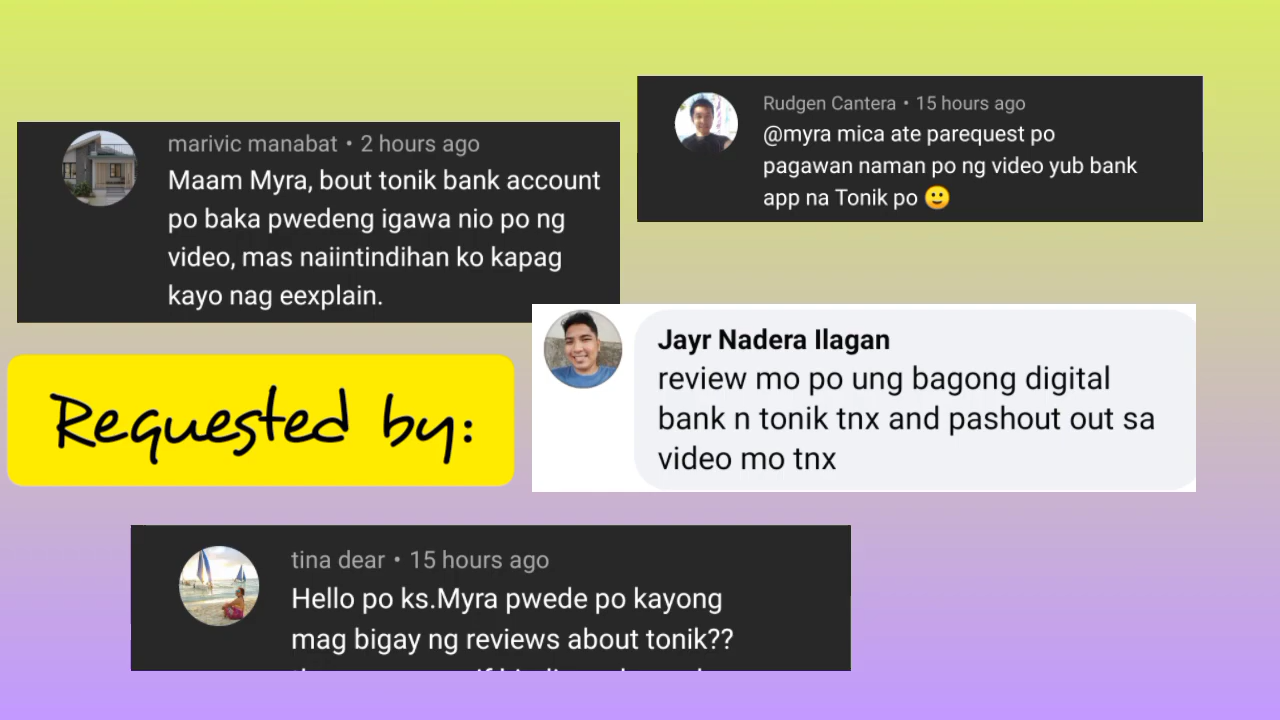 marivic manabat • 2 hours ago
Maam Myra, bout tonik bank account
po baka pwedeng igawa nio po ng
video, mas naiintindihan ko kapag
kayo nag eexplain.
Rudgen Cantera • 15 hours ago
@myra mica ate parequest po
pagawan naman po ng video yub bank
app na Tonik po 🙂
Requested by:
Jayr Nadera Ilagan
review mo po ung bagong digital
bank n tonik tnx and pashout out sa
video mo tnx
tina dear • 15 hours ago
Hello po ks.Myra pwede po kayong
mag bigay ng reviews about tonik??